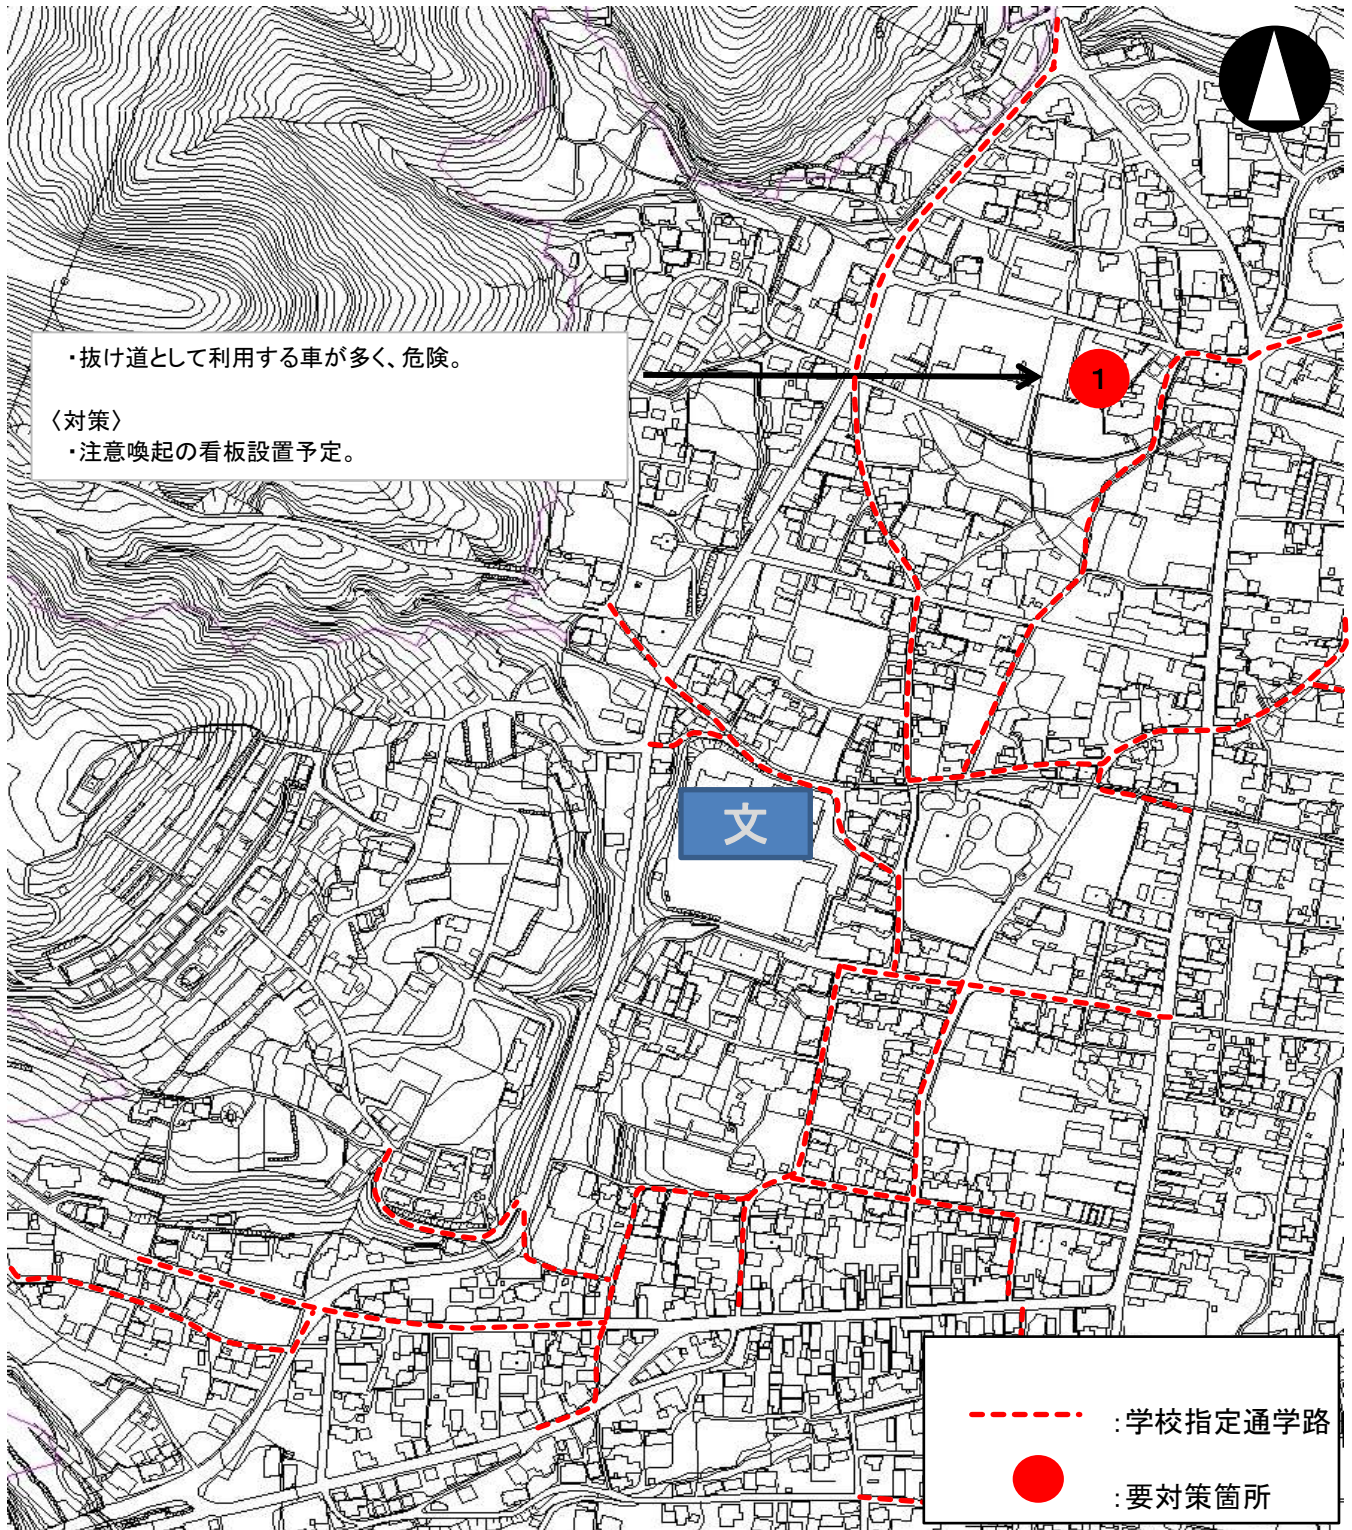 ・抜け道として利用する車が多く、危険。
〈対策〉
・注意喚起の看板設置予定。
1
文
:学校指定通学路
:要対策箇所